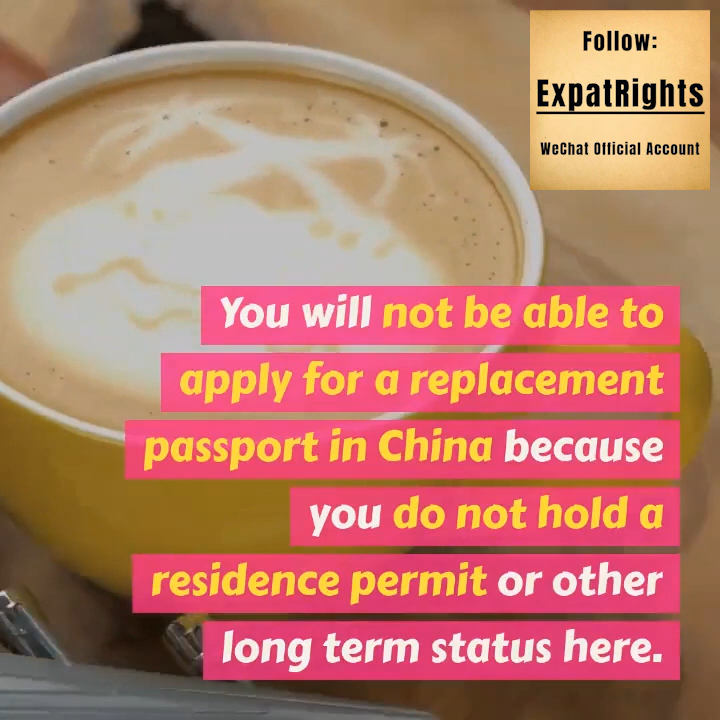 Follow:
ExpatRights
WeChat Official Account
You will not be able to
apply for a replacement
passport in China because
you do not hold a
residence permit or other
long term status here.